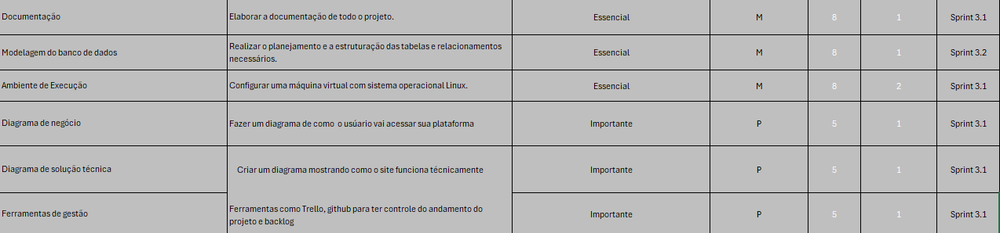 Documentação Elaborar a documentação de todo o projeto. Essencial M 8 1 Sprint 3.1
Modelagem do banco de dados Realizar o planejamento e a estruturação das tabelas e relacionamentos
necessários. Essencial M 8 1 Sprint 3.2
Ambiente de Execução Configurar uma máquina virtual com sistema operacional Linux. Essencial M 8 2 Sprint 3.1
Diagrama de negócio Fazer um diagrama de como o usúario vai acessar sua plataforma Importante P 5 1 Sprint 3.1
Diagrama de solução técnica Criar um diagrama mostrando como o site funciona técnicamente Importante P 5 1 Sprint 3.1
Ferramentas de gestão Ferramentas como Trello, github para ter controle do andamento do
projeto e backlog Importante P 5 1 Sprint 3.1